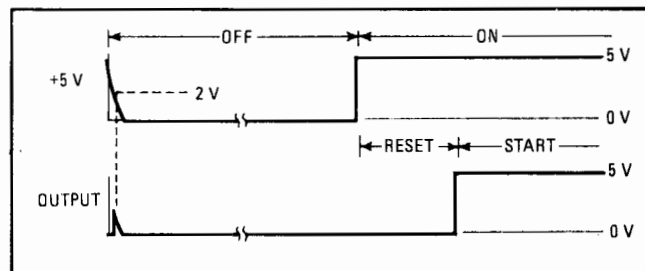 OFF ON
5 V
+5 V
2 V
0 V
RESET START
5 V
OUTPUT
0 V